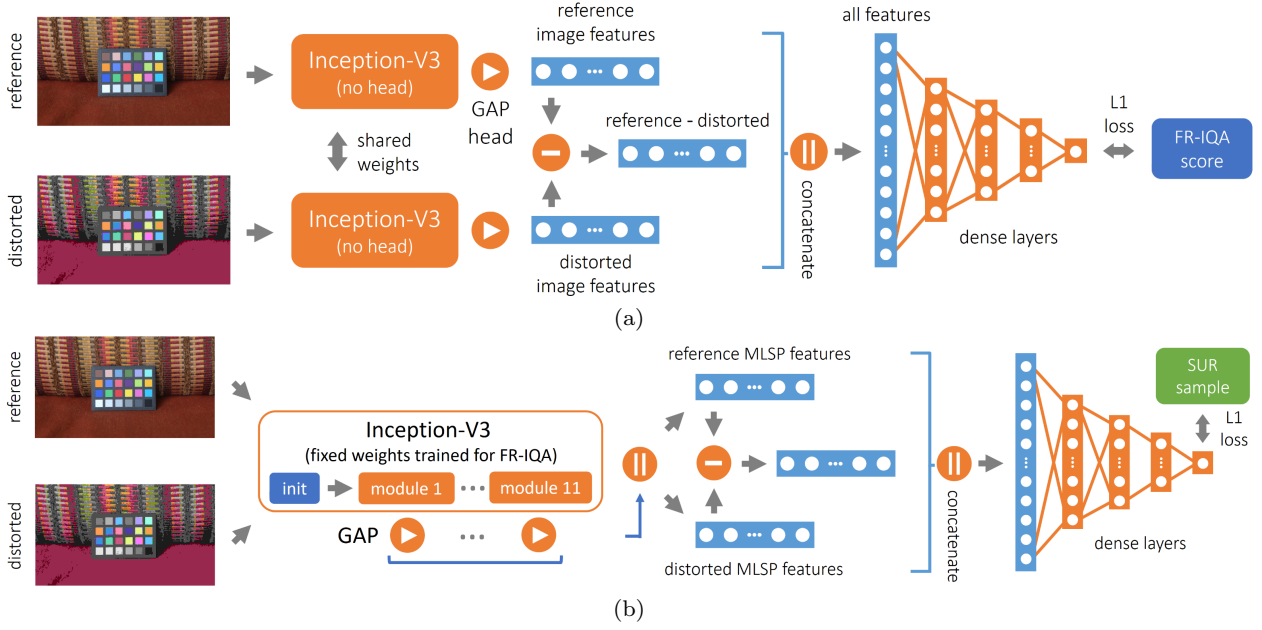 reference
distorted
Inception-V3
(no head)
shared
weights
Inception-V3
(no head)
GAP
head
reference
image features
reference - distorted
distorted
image features
concatenate
all features
dense layers
L1
loss
FR-IQA
score
(a)
reference
distorted
Inception-V3
(fixed weights trained for FR-IQA)
init
module 1
module 11
GAP
reference MLSP features
distorted MLSP features
concatenate
dense layers
SUR
sample
L1
loss
(b)